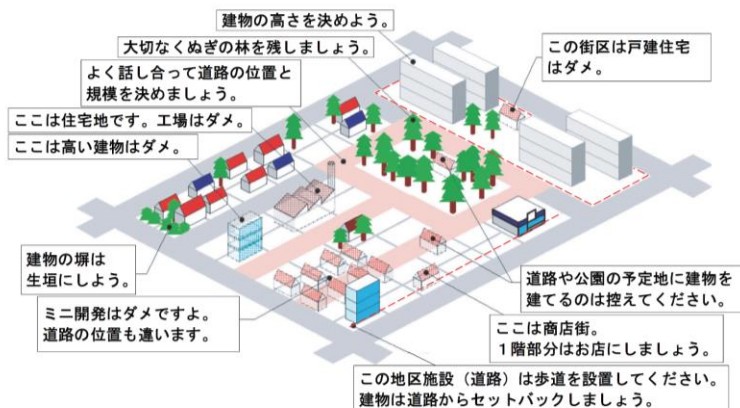 建物の高さを決めよう。
大切なくぬぎの林を残しましょう。
よく話し合って道路の位置と
規模を決めましょう。
ここは住宅地です。工場はダメ。
ここは高い建物はダメ。
この街区は戸建住宅
はダメ。
建物の塀は
生垣にしよう。
ミニ開発はダメですよ。
道路の位置も違います。
道路や公園の予定地に建物を
建てるのは控えてください。
ここは商店街。
1階部分はお店にしましょう。
この地区施設（道路）は歩道を設置してください。
建物は道路からセットバックしましょう。